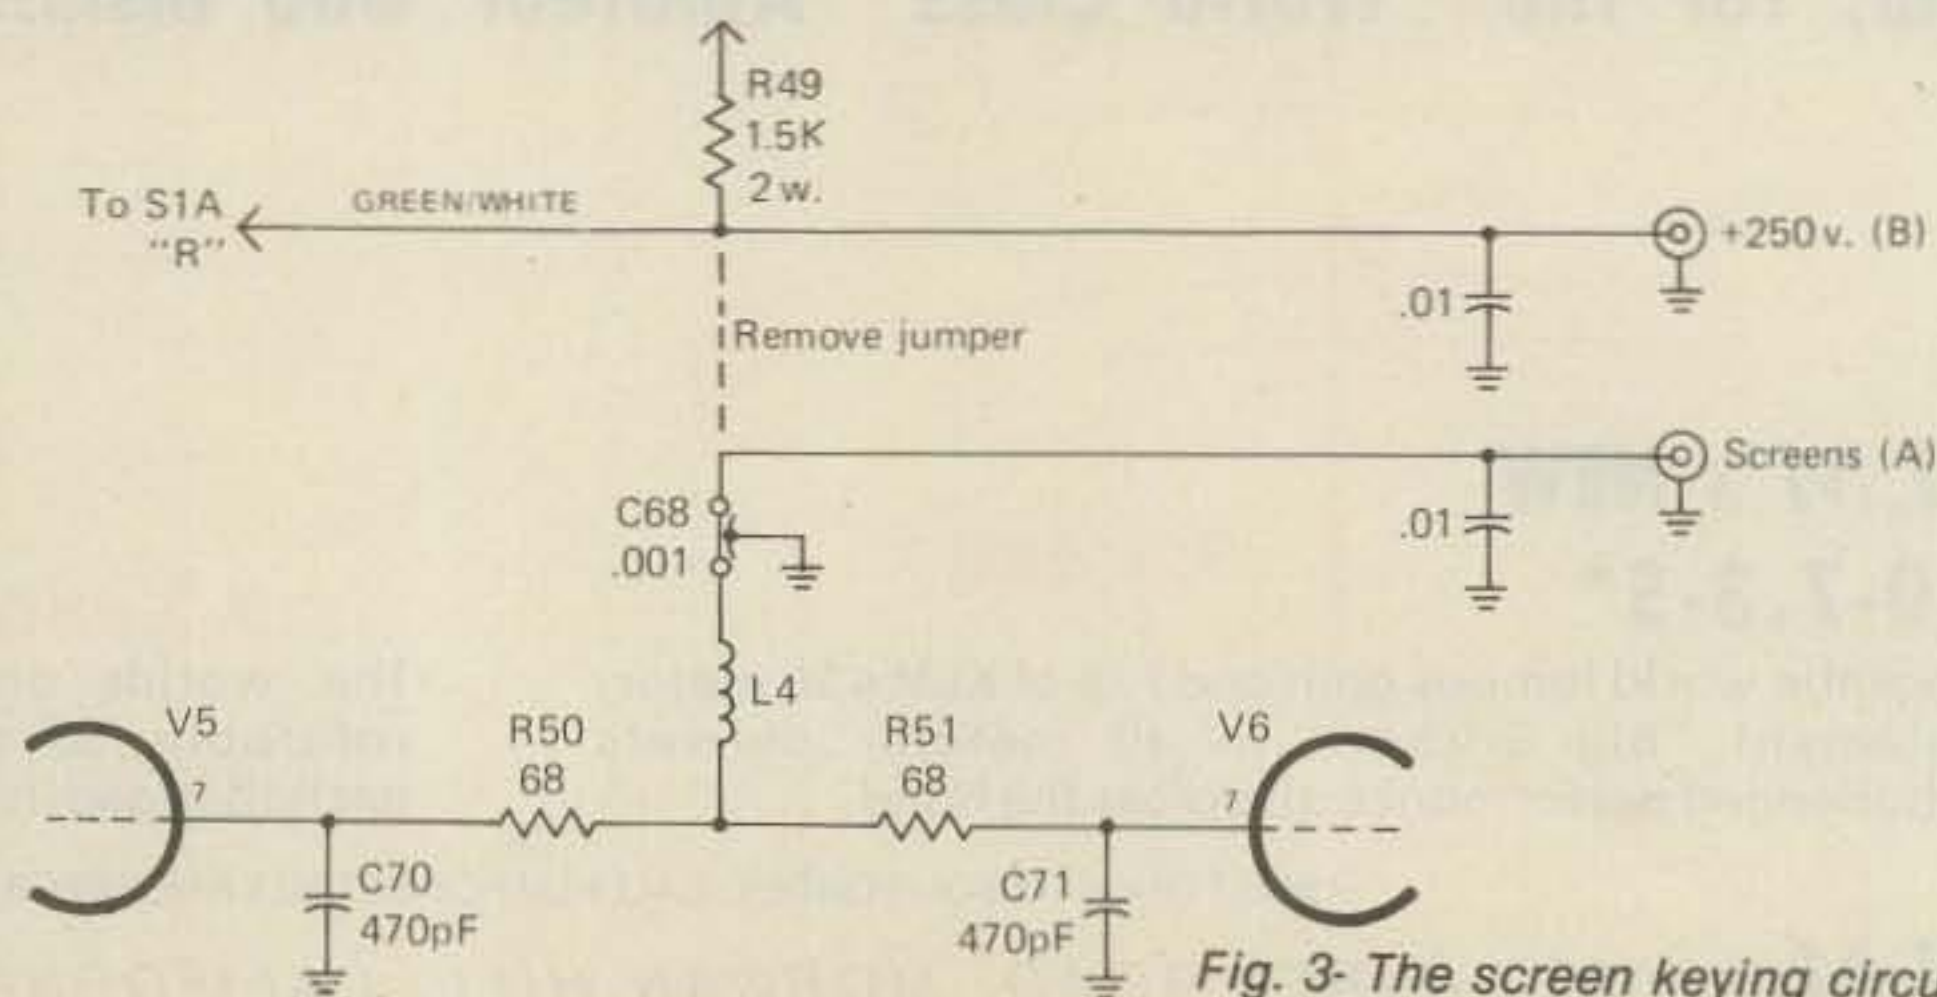 R49
1.5K
2 w.
To S1A
"R"
GREEN/WHITE
+250 v. (B)
.01
Remove jumper
Screens (A)
C68
.001
.01
L4
V5
7
R50
68
R51
68
V6
7
C70
470pF
C71
470pF
Fig. 3- The screen keying